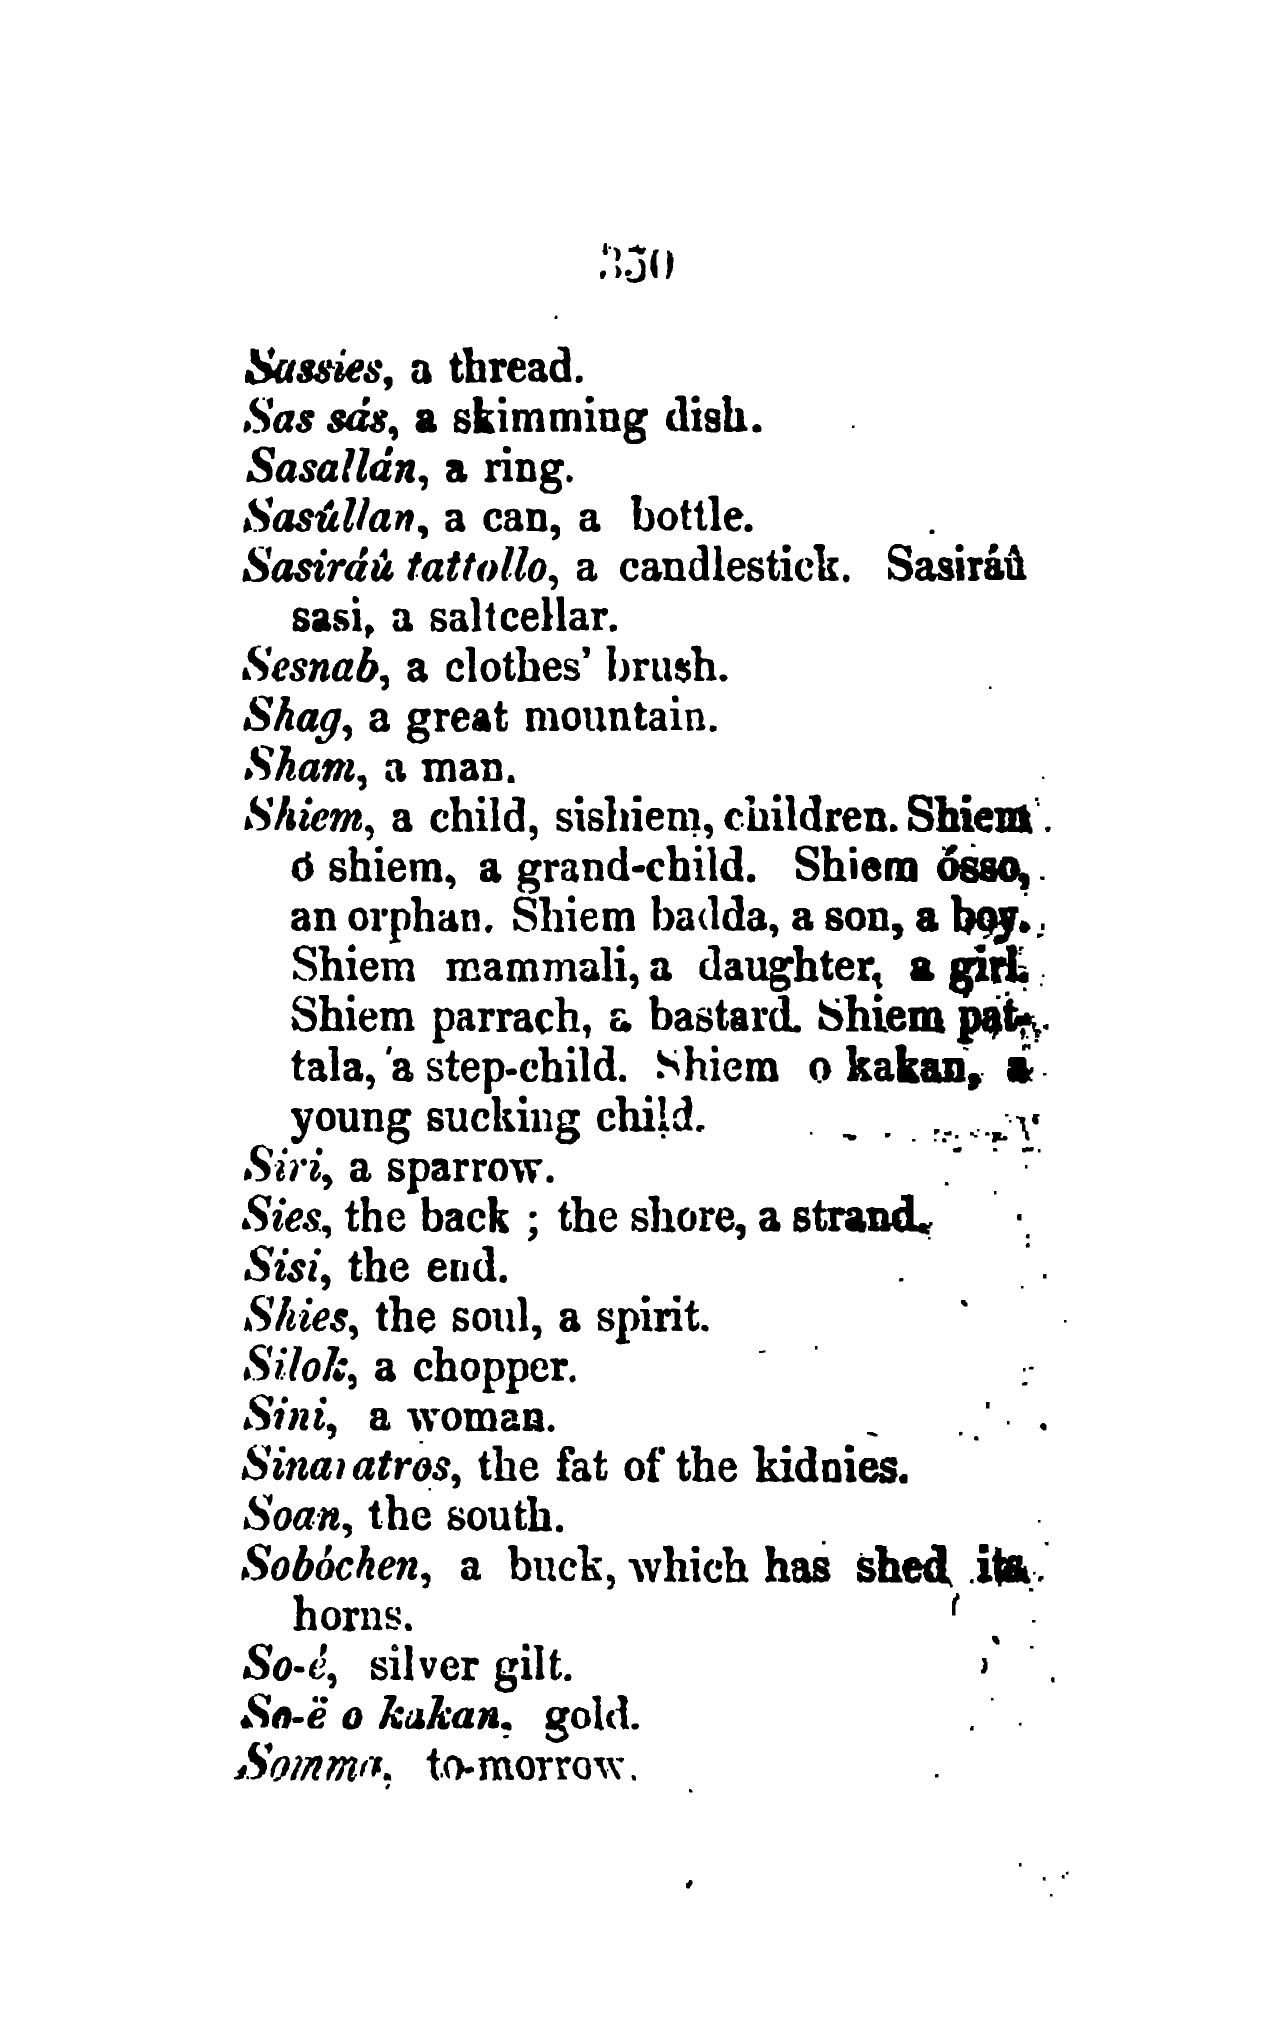 350
Sassies, a thread.
Sas sás, a skimming dish.
Sasallán, a ring.
Sasûllan, a can, a bottle.
Sasiráû tattollo, a candlestick. Sasiráû
sasi, a saltcellar.
Sesnab, a clothes' brush.
Shag, a great mountain.
Sham, a man.
Shiem, a child, sishiem, children. Shiem
ó shiem, a grand-child. Shiem ósso,
an orphan. Shiem badda, a son, a boy.
Shiem mammali, a daughter, a girl.
Shiem parrach, a bastard. Shiem pat-
tala, a step-child. Shiem o kakan, a
young sucking child.
Siri, a sparrow.
Sies, the back ; the shore, a strand.
Sisi, the end.
Shies, the soul, a spirit.
Silok, a chopper.
Sini, a woman.
the fat of the kidnies.
Soan, the south.
Sobóchen, a buck, which has shed its
horns.
So-é, silver gilt.
So-ë o kakan, gold.
Somma, to-morrow.